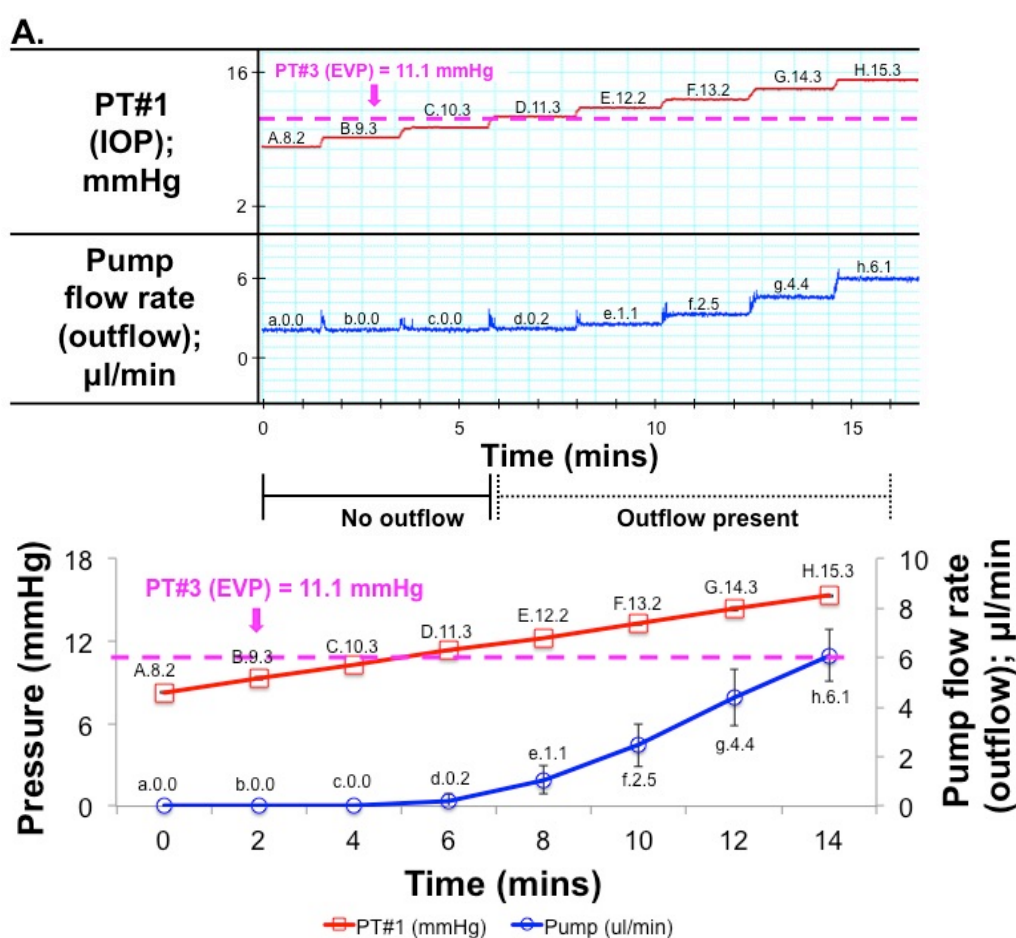 A.
PT#1
(IOP);
mmHg
16
2
PT#3 (EVP) = 11.1 mmHg
A.8.2
B.9.3
C.10.3
D.11.3
E.12.2
F.13.2
G.14.3
H.15.3
Pump
flow rate
(outflow);
µl/min
6
0
a.0.0
b.0.0
c.0.0
d.0.2
e.1.1
f.2.5
g.4.4
h.6.1
0 5 10 15
Time (mins)
No outflow
Outflow present
Pressure (mmHg)
18
12
6
0
PT#3 (EVP) = 11.1 mmHg
A.8.2
B.9.3
C.10.3
D.11.3
E.12.2
F.13.2
G.14.3
H.15.3
a.0.0
b.0.0
c.0.0
d.0.2
e.1.1
f.2.5
g.4.4
h.6.1
10
8
6
4
2
0
Pump flow rate
(outflow); µl/min
0 2 4 6 8 10 12 14
Time (mins)
PT#1 (mmHg) Pump (ul/min)